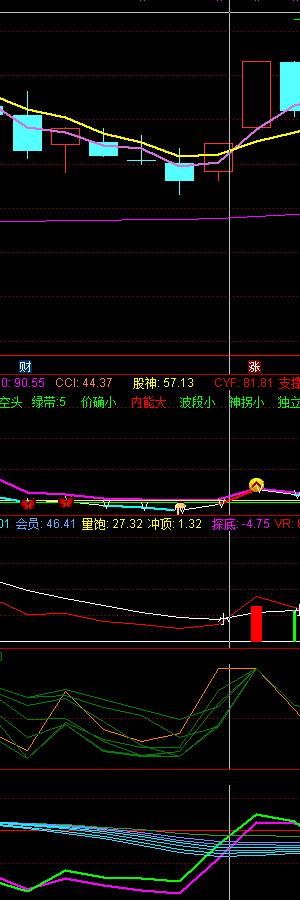 财 涨
0: 90.55 CCI: 44.37 股神: 57.13 CYF: 81.81 支撑
空头 绿带:5 价确小 内能大 波段小 神拐小 独立
01 会员: 46.41 量饱: 27.32 冲顶: 1.32 探底: -4.75 VR: